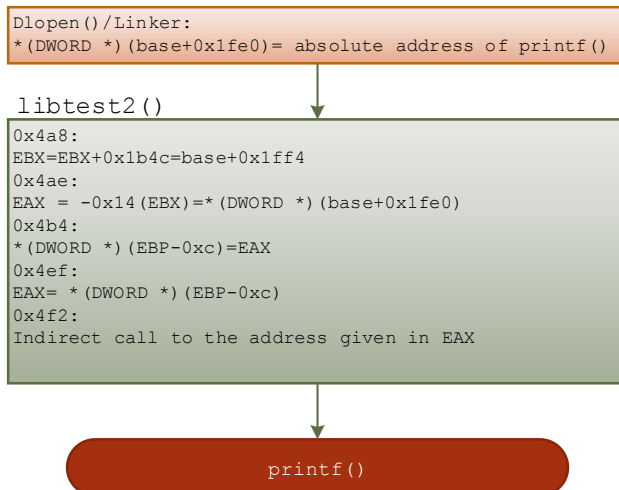 Dlopen()/Linker:
*(DWORD *)(base+0x1fe0)= absolute address of printf()
libtest2()
0x4a8:
EBX=EBX+0x1b4c=base+0x1ff4
0x4ae:
EAX = -0x14(EBX)=*(DWORD *)(base+0x1fe0)
0x4b4:
*(DWORD *)(EBP-0xc)=EAX
0x4ef:
EAX= *(DWORD *)(EBP-0xc)
0x4f2:
Indirect call to the address given in EAX
printf()